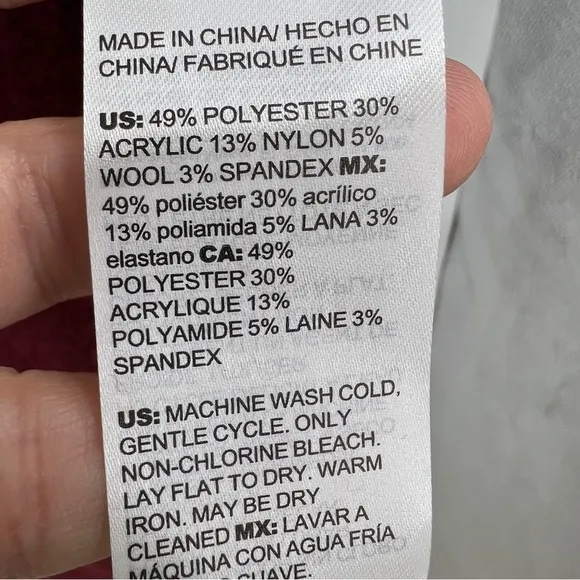 MADE IN CHINA/ HECHO EN
CHINA/ FABRIQUÉ EN CHINE
US: 49% POLYESTER 30%
ACRYLIC 13% NYLON 5%
WOOL 3% SPANDEX MX:
49% poliéster 30% acrílico
13% poliamida 5% LANA 3%
elastano CA: 49%
POLYESTER 30%
ACRYLIQUE 13%
POLYAMIDE 5% LAINE 3%
SPANDEX
US: MACHINE WASH COLD,
GENTLE CYCLE. ONLY
NON-CHLORINE BLEACH.
LAY FLAT TO DRY. WARM
IRON. MAY BE DRY
CLEANED MX: LAVAR A
MÁQUINA CON AGUA FRÍA
SUAVE.